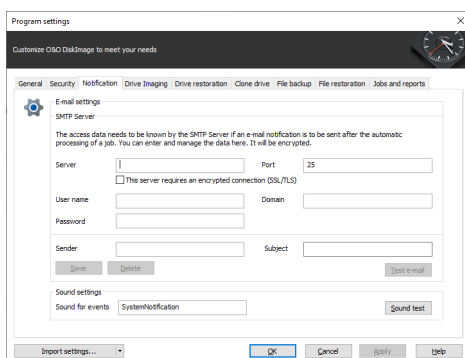 Program settings
Customize O&O DiskImage to meet your needs
General Security Notification Drive Imaging Drive restoration Clone drive File backup File restoration Jobs and reports
E-mail settings
SMTP Server
The access data needs to be known by the SMTP Server if an e-mail notification is to be sent after the automatic
processing of a job. You can enter and manage the data here. It will be encrypted.
Server Port 25
This server requires an encrypted connection (SSL/TLS)
User name Domain
Password
Sender Subject
Save Delete Test e-mail
Sound settings
Sound for events SystemNotification Sound test
Import settings... OK Cancel Apply Help